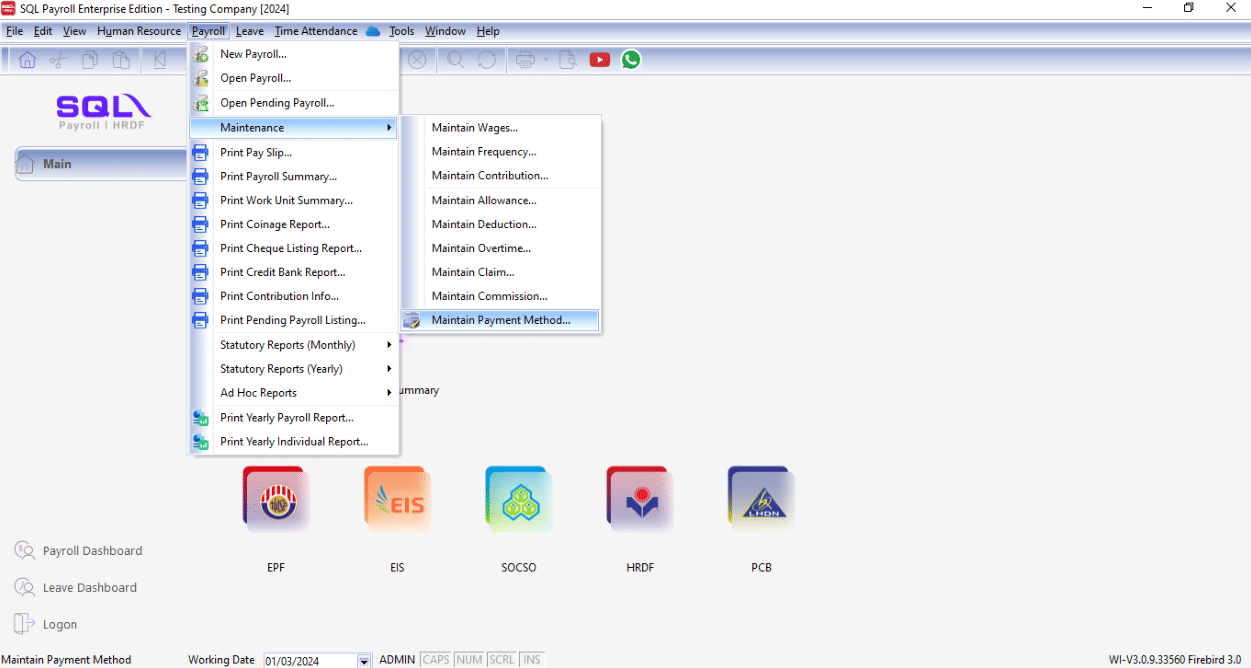 SQL Payroll Enterprise Edition - Testing Company [2024]
File Edit View Human Resource Payroll Leave Time Attendance Tools Window Help
SQL
Payroll | HRDF
Main
New Payroll...
Open Payroll...
Open Pending Payroll...
Maintenance
Print Pay Slip...
Print Payroll Summary...
Print Work Unit Summary...
Print Coinage Report...
Print Cheque Listing Report...
Print Credit Bank Report...
Print Contribution Info...
Print Pending Payroll Listing...
Statutory Reports (Monthly)
Statutory Reports (Yearly)
Ad Hoc Reports
Print Yearly Payroll Report...
Print Yearly Individual Report...
Maintain Wages...
Maintain Frequency...
Maintain Contribution...
Maintain Allowance...
Maintain Deduction...
Maintain Overtime...
Maintain Claim...
Maintain Commission...
Maintain Payment Method...
ummary
EIS
LHDN
EPF EIS SOCSO HRDF PCB
Payroll Dashboard
Leave Dashboard
Logon
Maintain Payment Method Working Date 01/03/2024 ADMIN CAPS NUM SCRL INS WI-V3.0.9.33560 Firebird 3.0